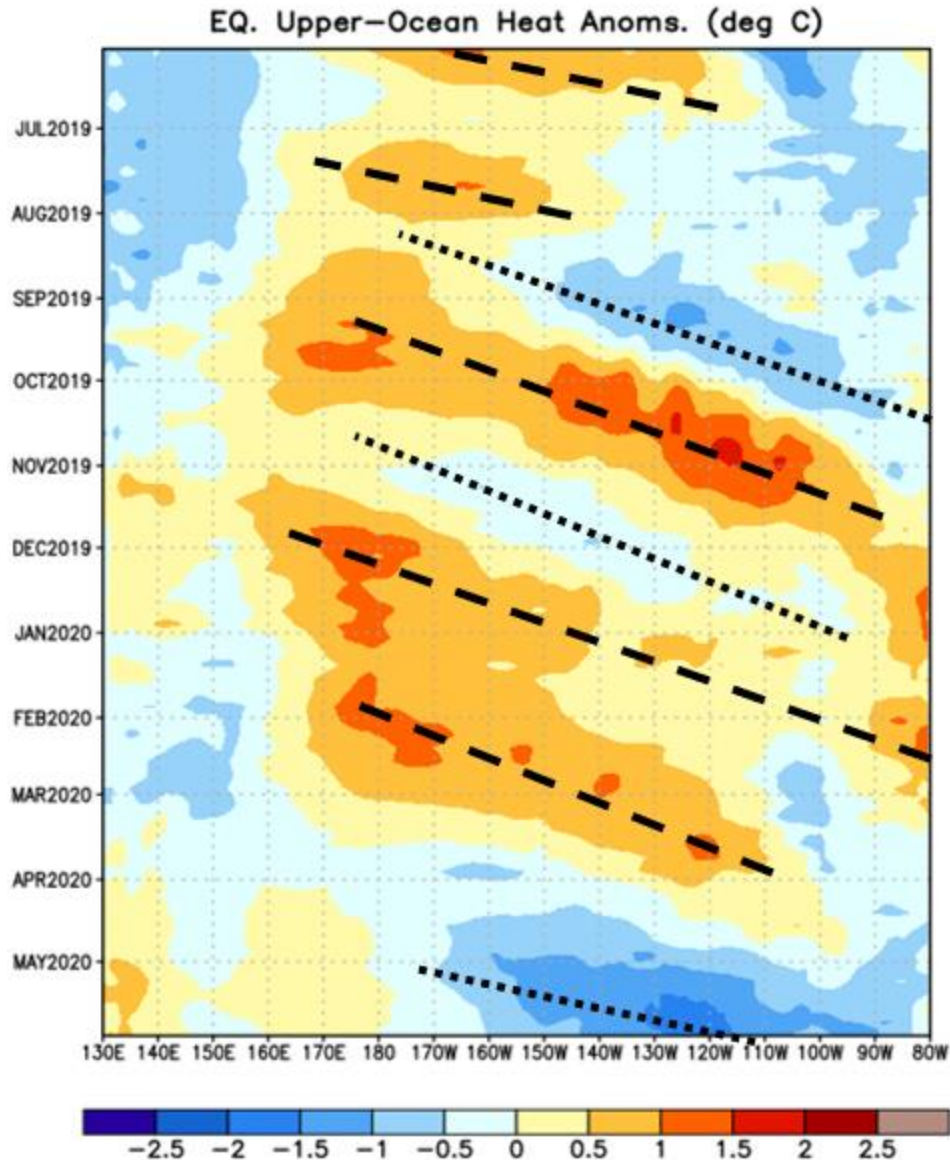 EQ. Upper-Ocean Heat Anoms. (deg C)
JUL2019
AUG2019
SEP2019
OCT2019
NOV2019
DEC2019
JAN2020
FEB2020
MAR2020
APR2020
MAY2020
130E 140E 150E 160E 170E 180 170W 160W 150W 140W 130W 120W 110W 100W 90W 80W
-2.5 -2 -1.5 -1 -0.5 0 0.5 1 1.5 2 2.5